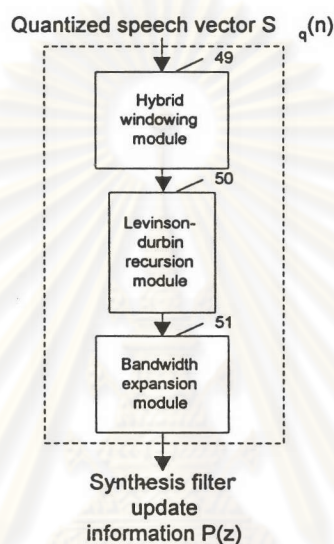 Quantized speech vector S q(n)
49
Hybrid
windowing
module
50
Levinson-
durbin
recursion
module
51
Bandwidth
expansion
module
Synthesis filter
update
information P(z)